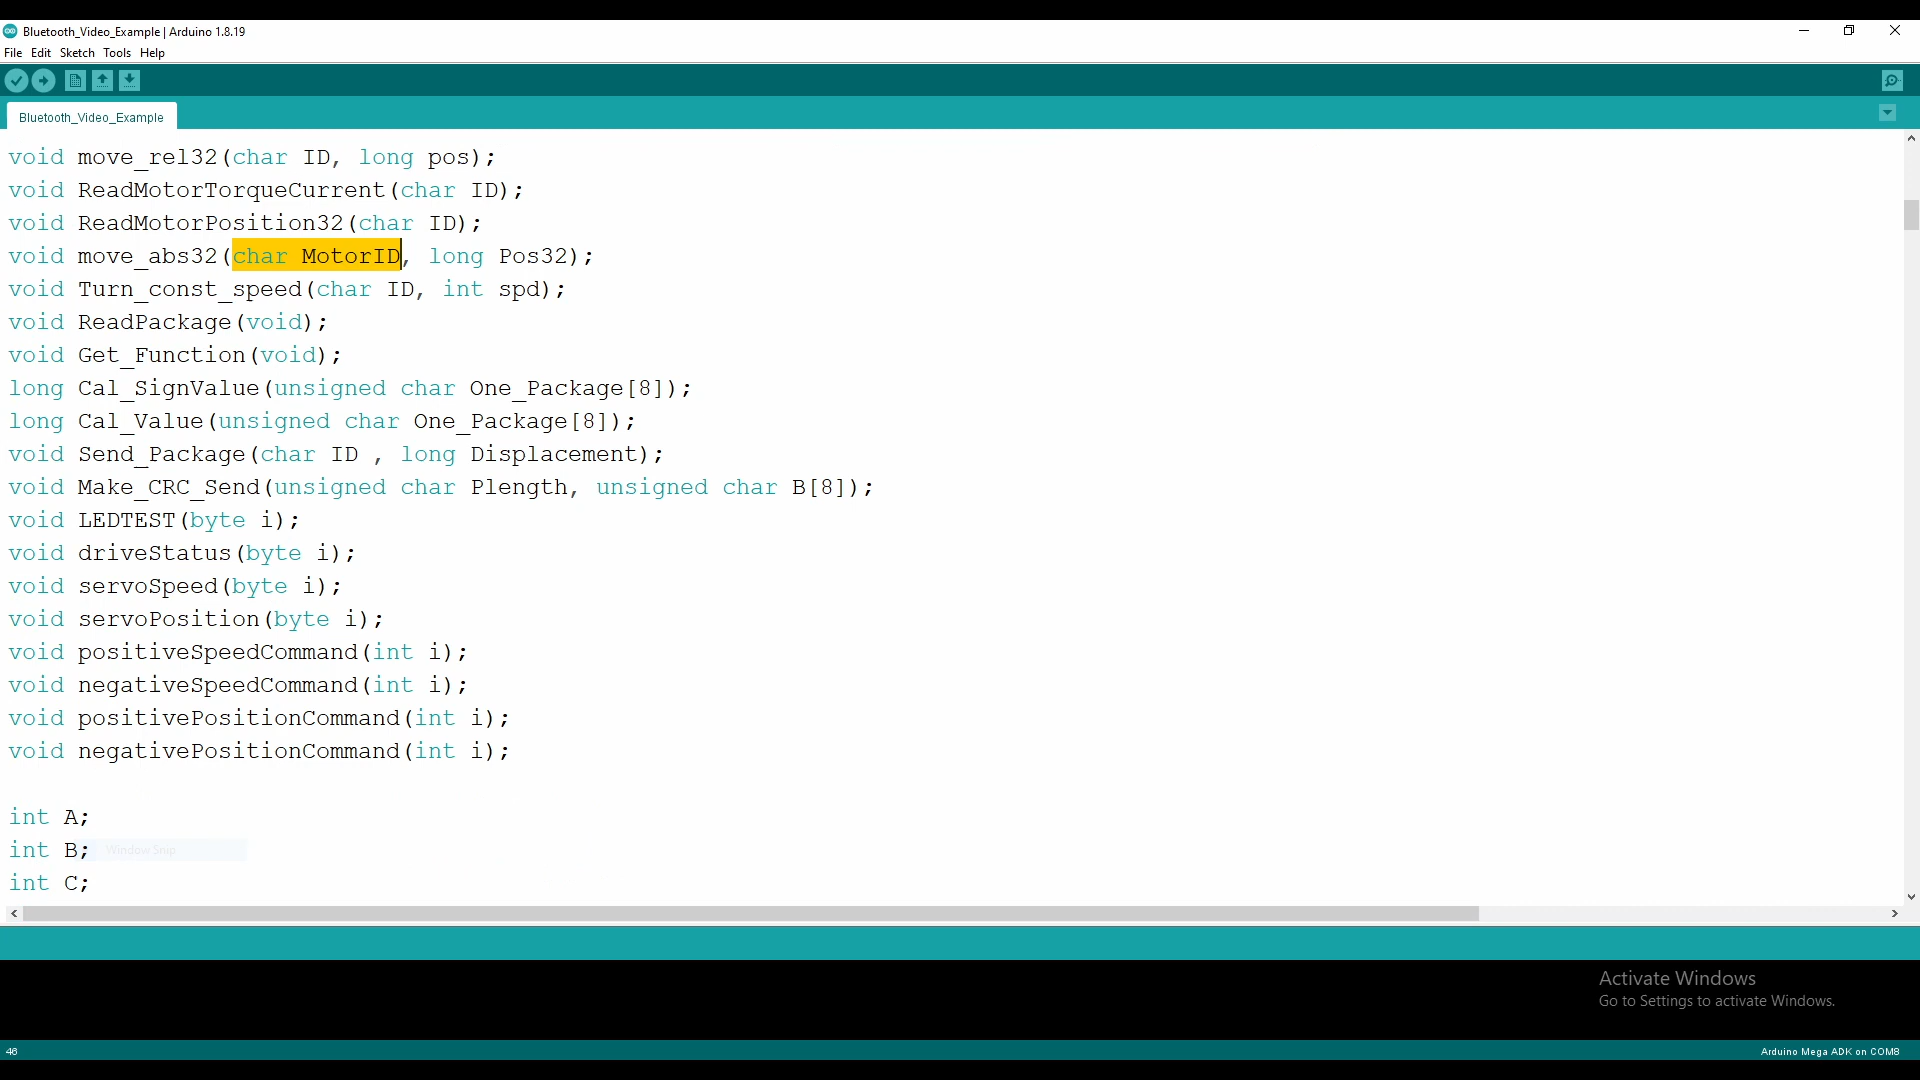 Bluetooth_Video_Example | Arduino 1.8.19
File Edit Sketch Tools Help
Bluetooth_Video_Example
void move_rel32(char ID, long pos);
void ReadMotorTorqueCurrent(char ID);
void ReadMotorPosition32(char ID);
void move_abs32(char MotorID, long Pos32);
void Turn_const_speed(char ID, int spd);
void ReadPackage(void);
void Get_Function(void);
long Cal_SignValue(unsigned char One_Package[8]);
long Cal_Value(unsigned char One_Package[8]);
void Send_Package(char ID , long Displacement);
void Make_CRC_Send(unsigned char Plength, unsigned char B[8]);
void LEDTEST(byte i);
void driveStatus(byte i);
void servoSpeed(byte i);
void servoPosition(byte i);
void positiveSpeedCommand(int i);
void negativeSpeedCommand(int i);
void positivePositionCommand(int i);
void negativePositionCommand(int i);
int A;
int B; Window Snip
int C;
Activate Windows
Go to Settings to activate Windows.
46 Arduino Mega ADK on COM8